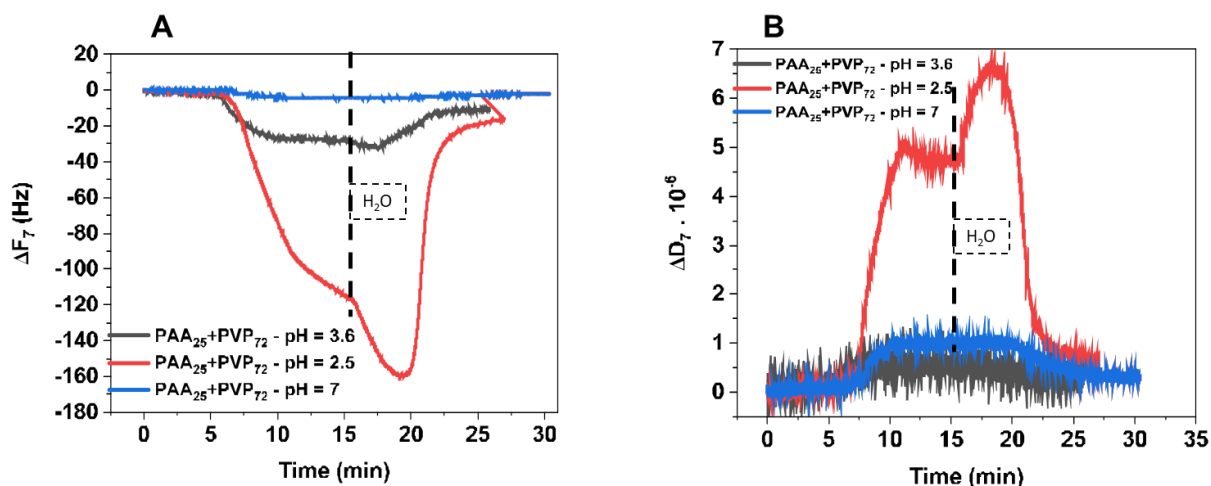 A
20
0
-20
-40
-60
-80
-100
-120
-140
-160
-180
ΔF₇ (Hz)
H₂O
PAA₂₅+PVP₇₂ - pH = 3.6
PAA₂₅+PVP₇₂ - pH = 2.5
PAA₂₅+PVP₇₂ - pH = 7
0 5 10 15 20 25 30
Time (min)
B
7
6
5
4
3
2
1
0
ΔD₇ . 10⁻⁶
PAA₂₅+PVP₇₂ - pH = 3.6
PAA₂₅+PVP₇₂ - pH = 2.5
PAA₂₅+PVP₇₂ - pH = 7
H₂O
0 5 10 15 20 25 30 35
Time (min)